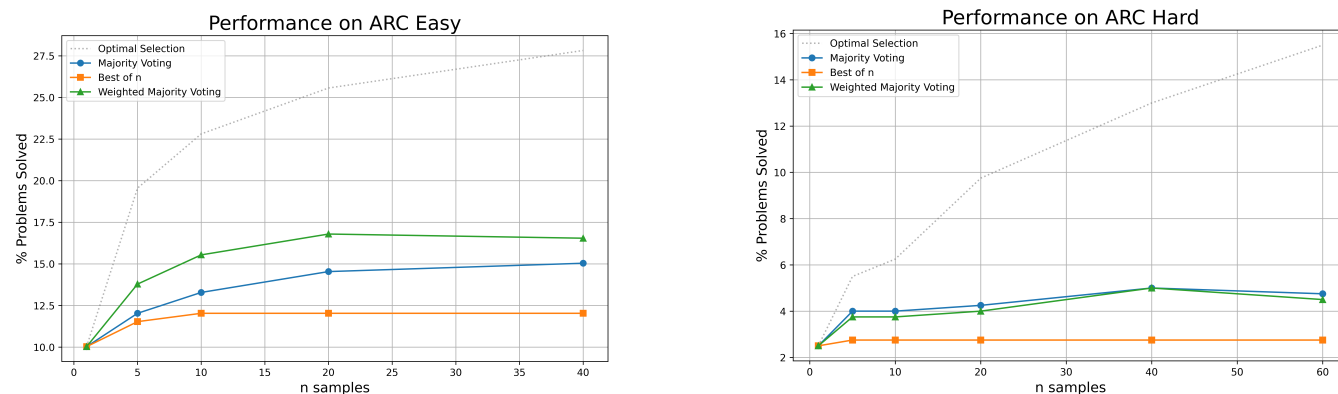 Performance on ARC Easy
Optimal Selection
Majority Voting
Best of n
Weighted Majority Voting
% Problems Solved
27.5
25.0
22.5
20.0
17.5
15.0
12.5
10.0
0 5 10 15 20 25 30 35 40
n samples
Performance on ARC Hard
Optimal Selection
Majority Voting
Best of n
Weighted Majority Voting
% Problems Solved
16
14
12
10
8
6
4
2
0 10 20 30 40 50 60
n samples